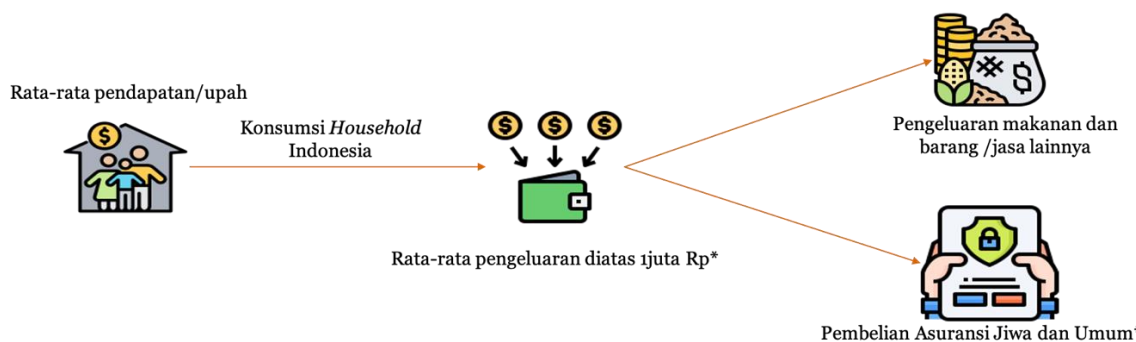 Rata-rata pendapatan/upah
Konsumsi Household
Indonesia
Rata-rata pengeluaran diatas 1juta Rp*
Pengeluaran makanan dan
barang /jasa lainnya
Pembelian Asuransi Jiwa dan Umum*